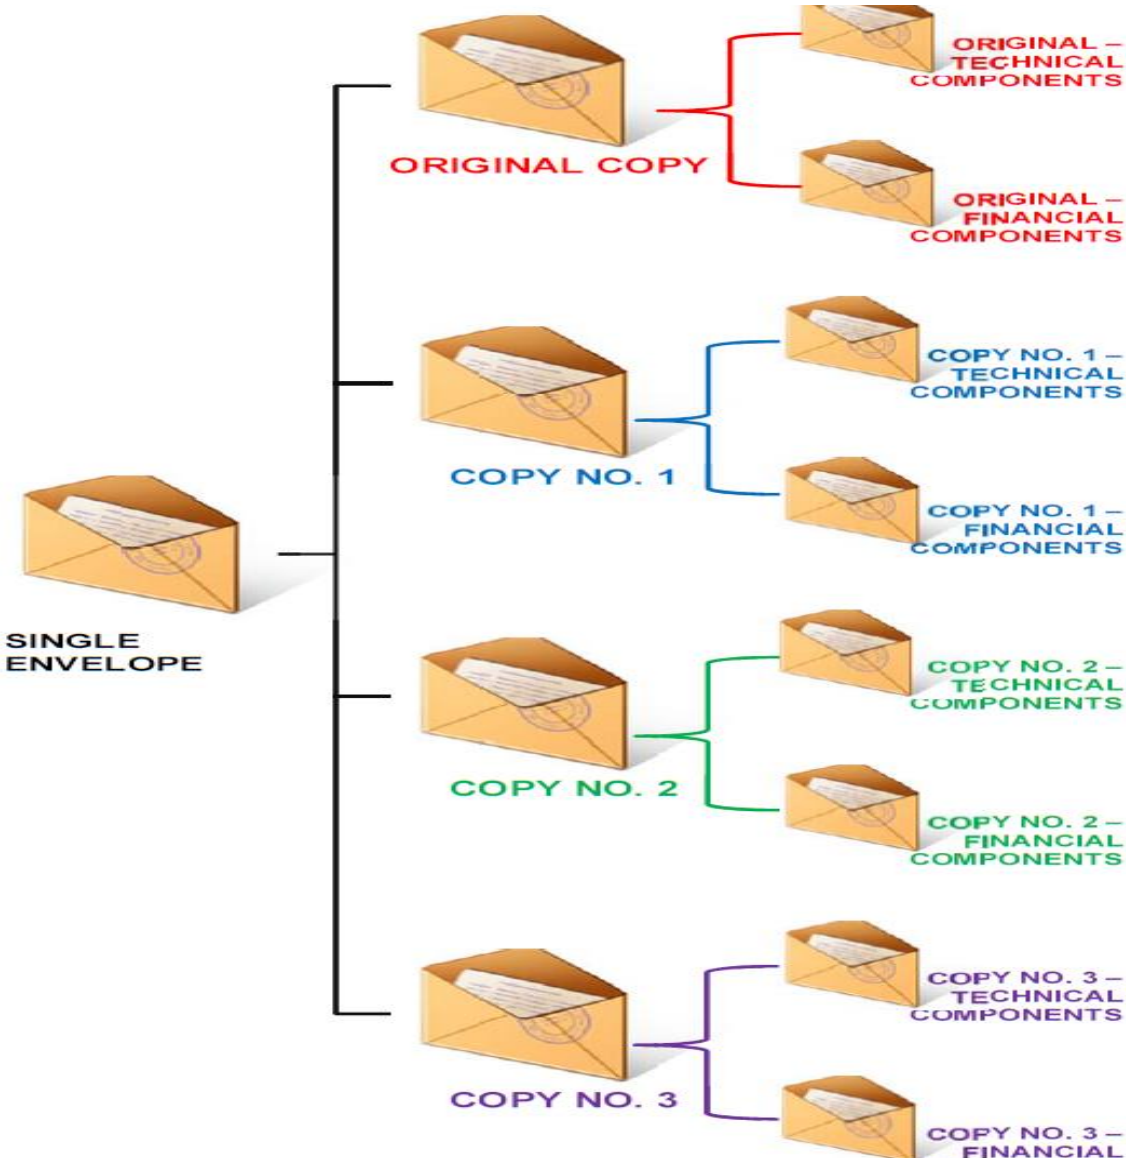 ORIGINAL –
TECHNICAL
COMPONENTS
ORIGINAL COPY
ORIGINAL –
FINANCIAL
COMPONENTS
COPY NO. 1 –
TECHNICAL
COMPONENTS
COPY NO. 1
COPY NO. 1 –
FINANCIAL
COMPONENTS
SINGLE
ENVELOPE
COPY NO. 2 –
TECHNICAL
COMPONENTS
COPY NO. 2
COPY NO. 2 –
FINANCIAL
COMPONENTS
COPY NO. 3 –
TECHNICAL
COMPONENTS
COPY NO. 3
COPY NO. 3 –
FINANCIAL